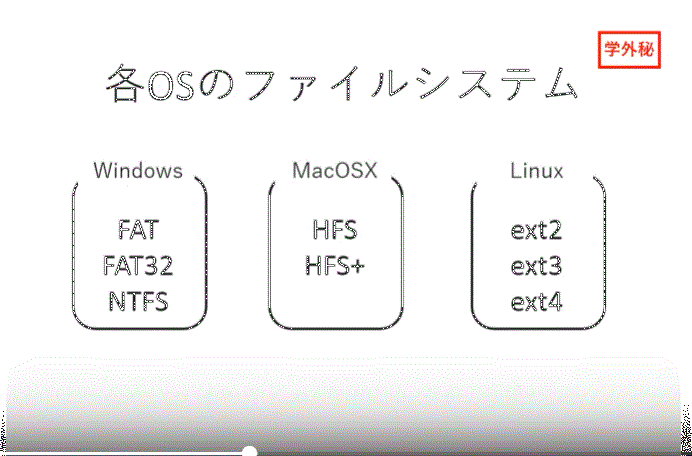 学外秘
各OSのファイルシステム
Windows
FAT
FAT32
NTFS
MacOSX
HFS
HFS+
Linux
ext2
ext3
ext4